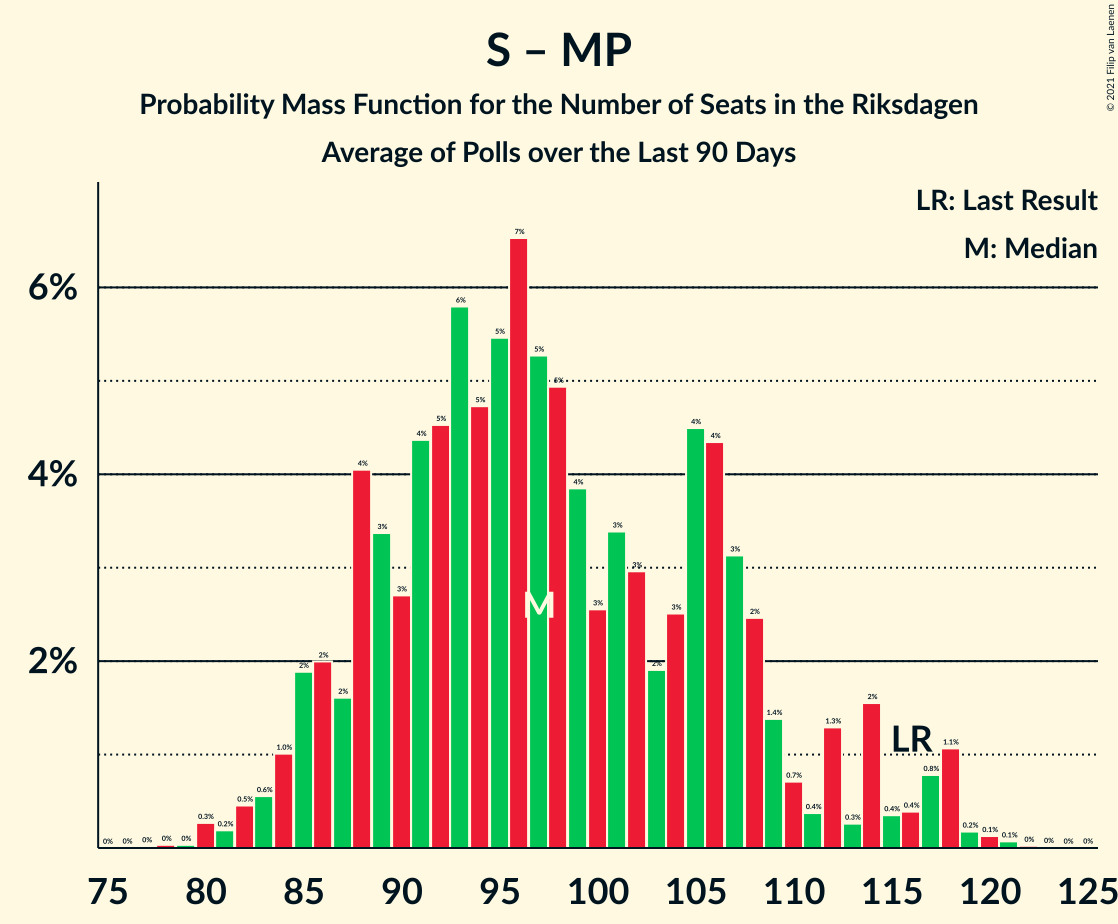 S – MP
Probability Mass Function for the Number of Seats in the Riksdagen
Average of Polls over the Last 90 Days
© 2021 Filip van Laenen
LR: Last Result
M: Median
6%
4%
2%
0% 0% 0% 0% 0% 0.3% 0.2% 0.5% 0.6% 1.0% 2% 2% 2% 4% 3% 3% 4% 5% 6% 5% 5% 7% 5% 5% 4% 3% 3% 3% 2% 3% 4% 4% 3% 2% 1.4% 0.7% 0.4% 1.3% 0.3% 2% 0.4% 0.4% 0.8% 1.1% 0.2% 0.1% 0.1% 0% 0% 0% 0%
M
LR
75 80 85 90 95 100 105 110 115 120 125